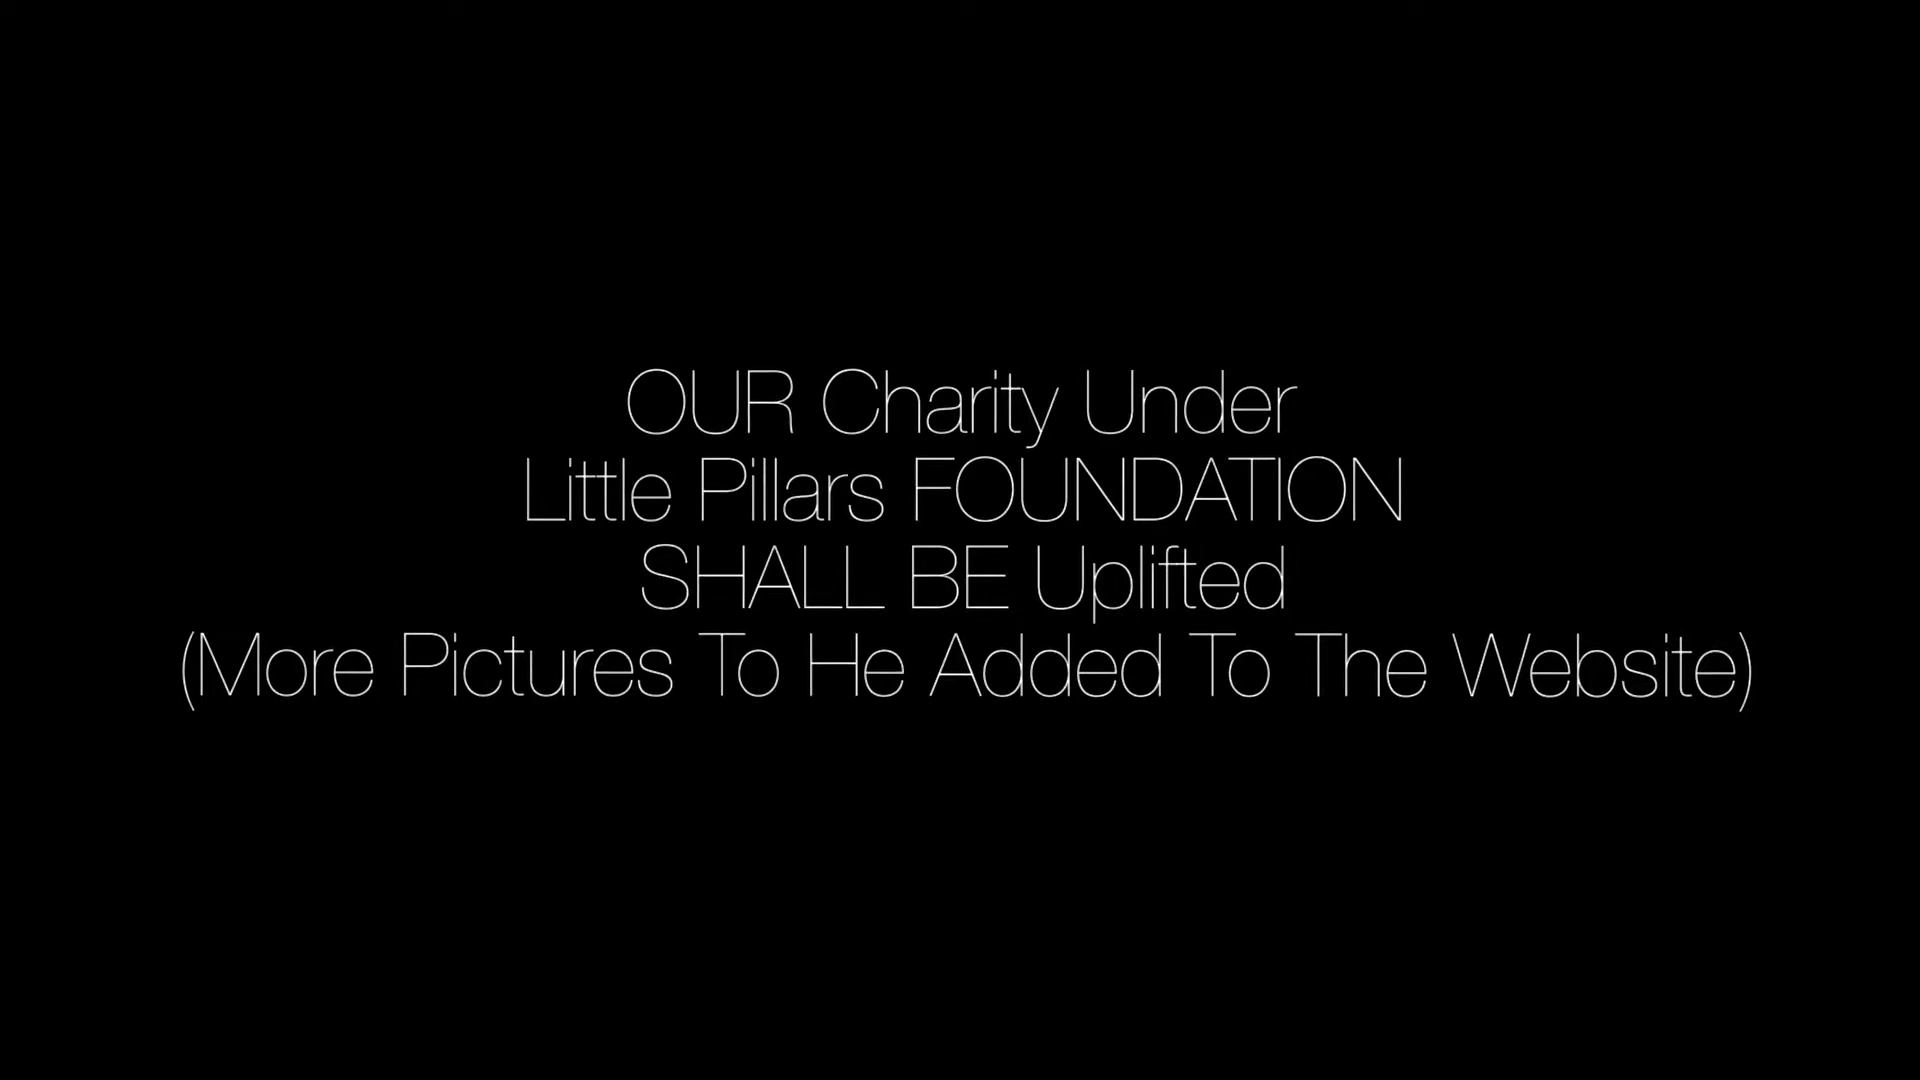 OUR Charity Under
Little Pillars FOUNDATION
SHALL BE Uplifted
(More Pictures To He Added To The Website)